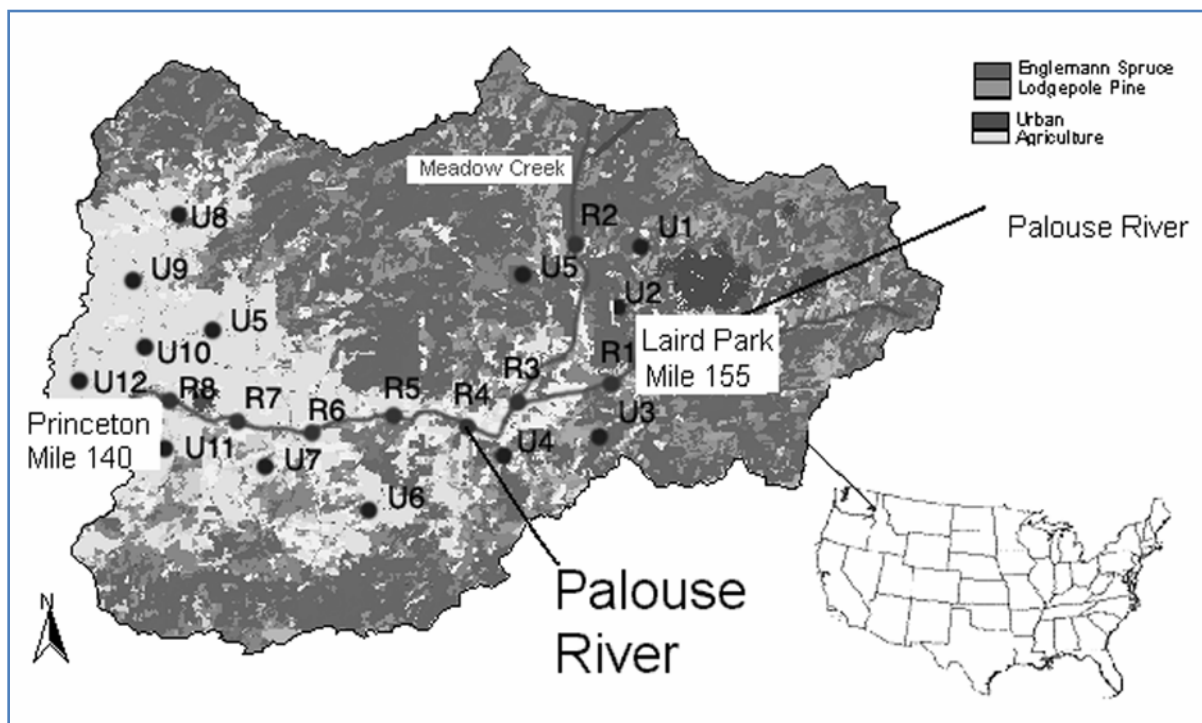 Englemann Spruce
Lodgepole Pine
Urban
Agriculture
Meadow Creek
Palouse River
U8
R2
U1
U9
U5
U2
U5
Laird Park
Mile 155
U10
R1
U12
R8
R7
R6
R5
R4
R3
Princeton
Mile 140
U11
U7
U4
U3
U6
Palouse
River
N